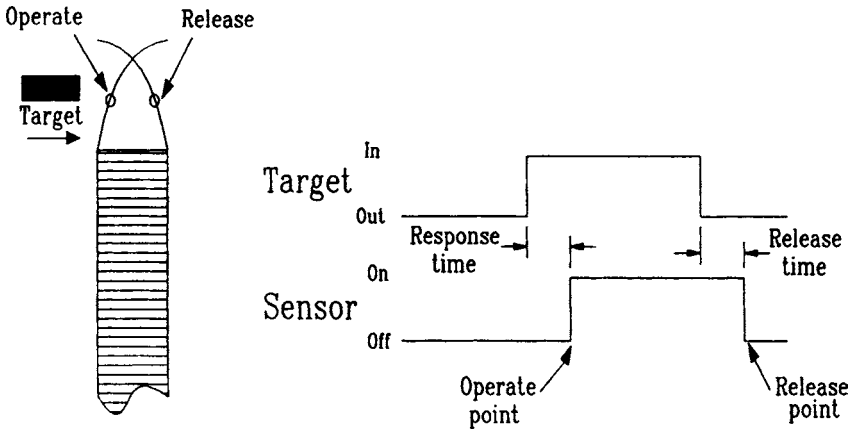 Operate
Release
Target
Target
In
Out
Response
time
Release
time
Sensor
On
Off
Operate
point
Release
point